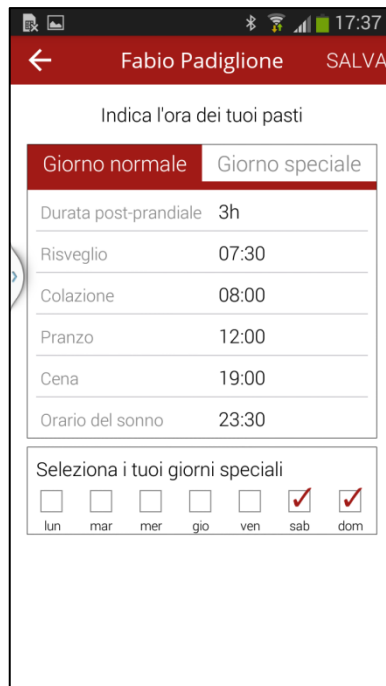 17:37
Fabio Padiglione SALVA
Indica l'ora dei tuoi pasti
Giorno normale Giorno speciale
Durata post-prandiale 3h
Risveglio 07:30
Colazione 08:00
Pranzo 12:00
Cena 19:00
Orario del sonno 23:30
Seleziona i tuoi giorni speciali
lun mar mer gio ven sab dom